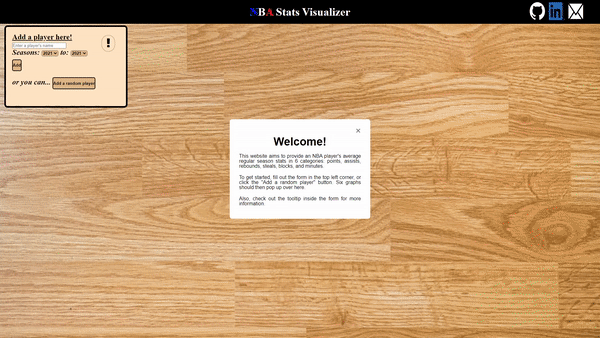 NBA Stats Visualizer
Add a player here!
Enter a player's name
Seasons: 2021 to: 2021
Add
or you can... Add a random player
×
Welcome!
This website aims to provide an NBA player's average
regular season stats in 6 categories: points, assists,
rebounds, steals, blocks, and minutes.
To get started, fill out the form in the top left corner, or
click the "Add a random player" button. Six graphs
should then pop up over here.
Also, check out the tooltip inside the form for more
information.